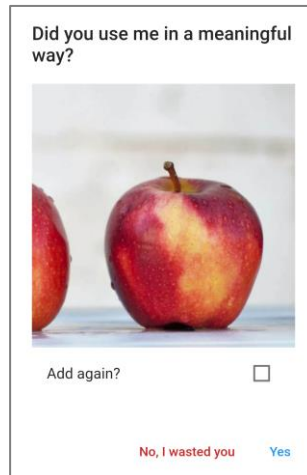 Did you use me in a meaningful
way?
Add again?
No, I wasted you Yes